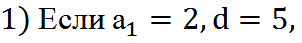 1) Если a₁ = 2, d = 5,